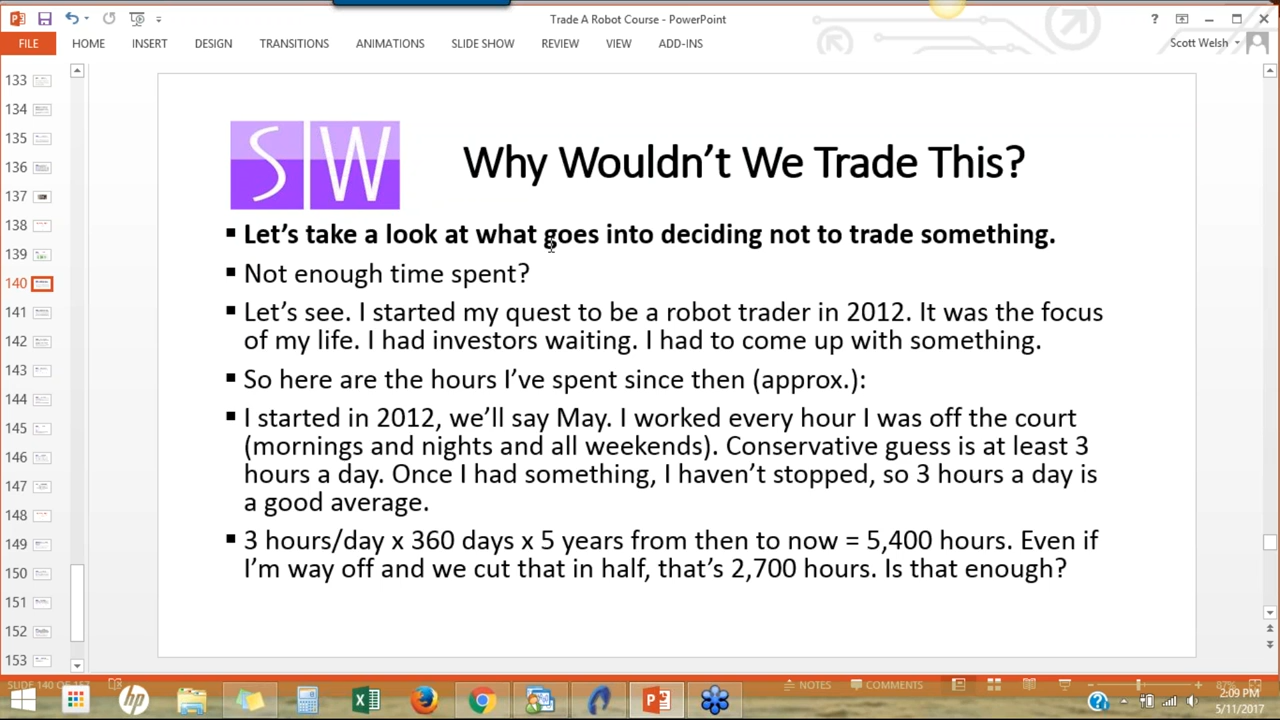 Trade A Robot Course - PowerPoint
?
FILE HOME INSERT DESIGN TRANSITIONS ANIMATIONS SLIDE SHOW REVIEW VIEW ADD-INS
Scott Welsh
133
134
135
136
137
138
139
140
141
142
143
144
145
146
147
148
149
150
151
152
153
SW
Why Wouldn't We Trade This?
▪ Let's take a look at what goes into deciding not to trade something.
▪ Not enough time spent?
▪ Let's see. I started my quest to be a robot trader in 2012. It was the focus
of my life. I had investors waiting. I had to come up with something.
▪ So here are the hours I've spent since then (approx.):
▪ I started in 2012, we'll say May. I worked every hour I was off the court
(mornings and nights and all weekends). Conservative guess is at least 3
hours a day. Once I had something, I haven't stopped, so 3 hours a day is
a good average.
▪ 3 hours/day x 360 days x 5 years from then to now = 5,400 hours. Even if
I'm way off and we cut that in half, that's 2,700 hours. Is that enough?
SLIDE 140 OF 157
NOTES
COMMENTS
87%
hp
2:09 PM
5/11/2017